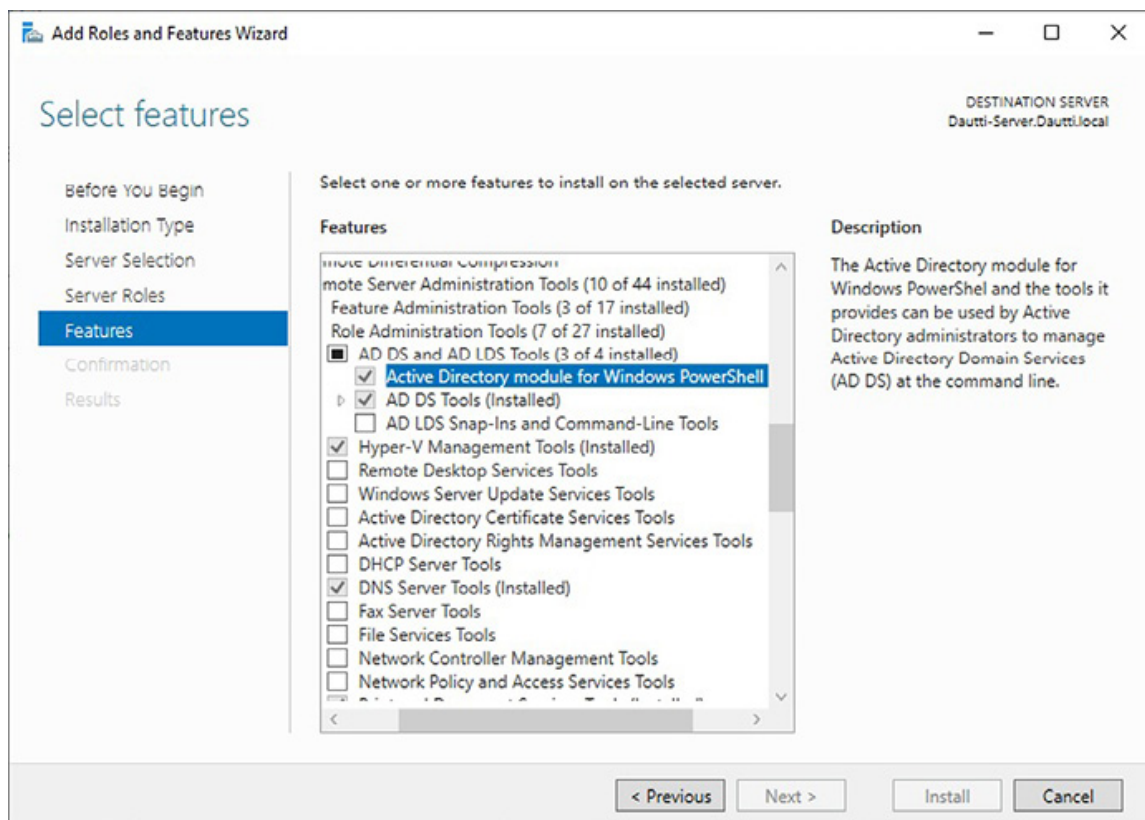 Add Roles and Features Wizard
Select features
DESTINATION SERVER
Dautti-Server.Dautti.local
Before You Begin
Installation Type
Server Selection
Server Roles
Features
Confirmation
Results
Select one or more features to install on the selected server.
Features
mote Differential Compression
mote Server Administration Tools (10 of 44 installed)
Feature Administration Tools (3 of 17 installed)
Role Administration Tools (7 of 27 installed)
AD DS and AD LDS Tools (3 of 4 installed)
Active Directory module for Windows PowerShell
AD DS Tools (Installed)
AD LDS Snap-Ins and Command-Line Tools
Hyper-V Management Tools (Installed)
Remote Desktop Services Tools
Windows Server Update Services Tools
Active Directory Certificate Services Tools
Active Directory Rights Management Services Tools
DHCP Server Tools
DNS Server Tools (Installed)
Fax Server Tools
File Services Tools
Network Controller Management Tools
Network Policy and Access Services Tools
Description
The Active Directory module for
Windows PowerShell and the tools it
provides can be used by Active
Directory administrators to manage
Active Directory Domain Services
(AD DS) at the command line.
< Previous
Next >
Install
Cancel